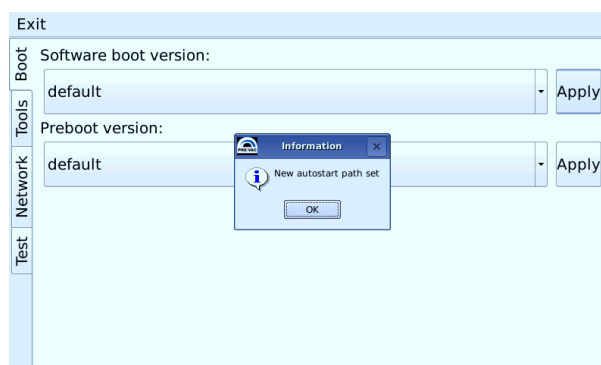 Exit
Boot
Tools
Network
Test
Software boot version:
default
Apply
Preboot version:
default
Apply
PREVAC
Information
New autostart path set
OK